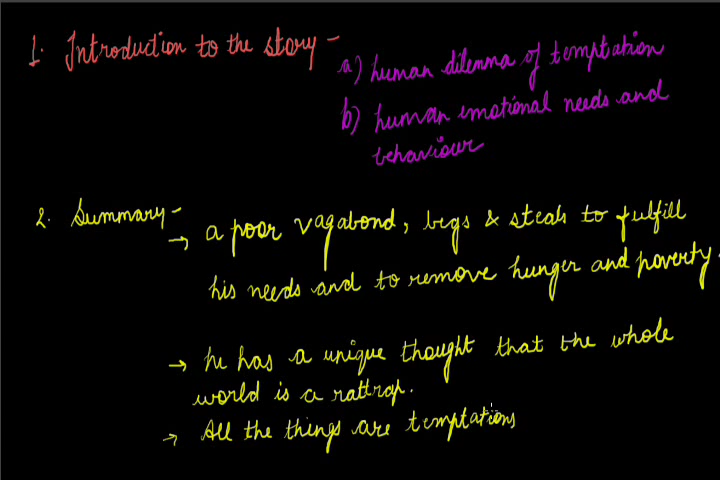 1. Introduction to the story -
a) human dilemma of temptation
b) human emotional needs and
behaviour
2. Summary -
→ a poor vagabond, begs & steals to fulfill
his needs and to remove hunger and poverty.
→ he has a unique thought that the whole
world is a rattrap.
→ All the things are temptations